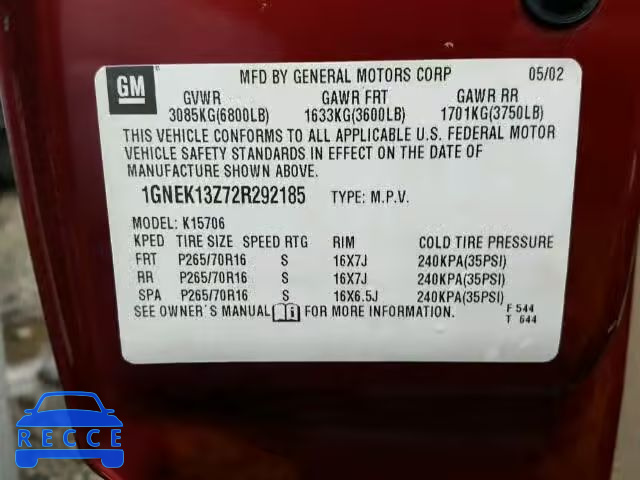 GM
MFD BY GENERAL MOTORS CORP 05/02
GVWR GAWR FRT GAWR RR
3085KG(6800LB) 1633KG(3600LB) 1701KG(3750LB)
THIS VEHICLE CONFORMS TO ALL APPLICABLE U.S. FEDERAL MOTOR
VEHICLE SAFETY STANDARDS IN EFFECT ON THE DATE OF
MANUFACTURE SHOWN ABOVE.
1GNEK13Z72R292185 TYPE: M.P.V.
MODEL: K15706
KPED TIRE SIZE SPEED RTG RIM COLD TIRE PRESSURE
FRT P265/70R16 S 16X7J 240KPA(35PSI)
RR P265/70R16 S 16X7J 240KPA(35PSI)
SPA P265/70R16 S 16X6.5J 240KPA(35PSI)
SEE OWNER'S MANUAL FOR MORE INFORMATION.
F 544
T 644
RECCE